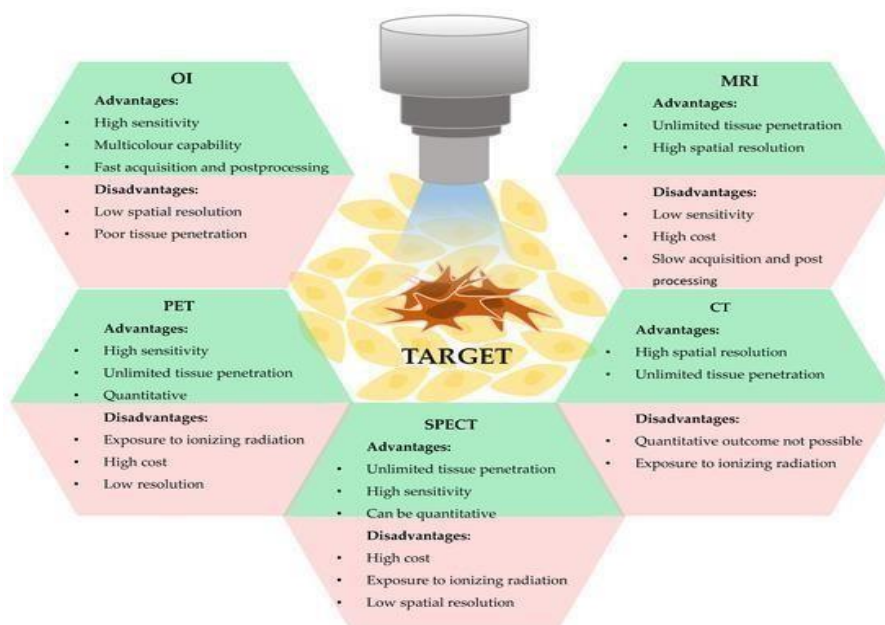 OI
Advantages:
• High sensitivity
• Multicolour capability
• Fast acquisition and postprocessing
Disadvantages:
• Low spatial resolution
• Poor tissue penetration
MRI
Advantages:
• Unlimited tissue penetration
• High spatial resolution
Disadvantages:
• Low sensitivity
• High cost
• Slow acquisition and post
processing
PET
Advantages:
• High sensitivity
• Unlimited tissue penetration
• Quantitative
Disadvantages:
• Exposure to ionizing radiation
• High cost
• Low resolution
TARGET
CT
Advantages:
• High spatial resolution
• Unlimited tissue penetration
Disadvantages:
• Quantitative outcome not possible
• Exposure to ionizing radiation
SPECT
Advantages:
• Unlimited tissue penetration
• High sensitivity
• Can be quantitative
Disadvantages:
• High cost
• Exposure to ionizing radiation
• Low spatial resolution